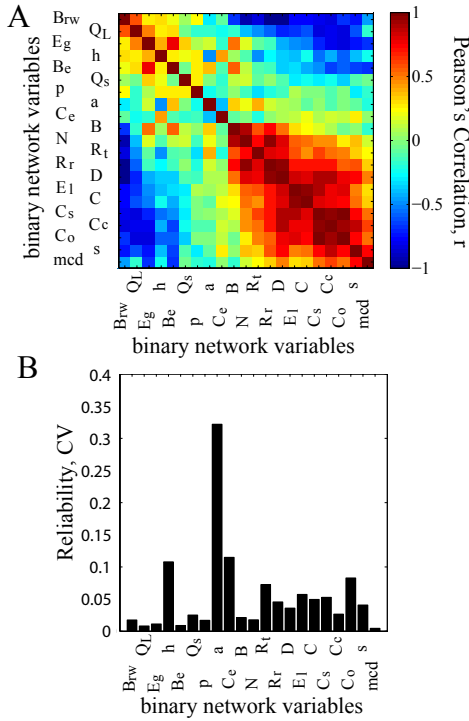 A
Brw
QL
Eg
h
Be
Qs
p
a
Ce
B
N
Rt
Rr
D
El
C
Cs
Cc
Co
s
mcd
binary network variables
1
0.5
0
−0.5
−1
Pearson's Correlation, r
Brw QL Eg h Be Qs p a Ce B N Rt Rr D El C Cs Cc Co s mcd
binary network variables
B
0.4
0.35
0.3
0.25
0.2
0.15
0.1
0.05
0
Reliability, CV
Brw QL Eg h Be Qs p a Ce B N Rt Rr D El C Cs Cc Co s mcd
binary network variables